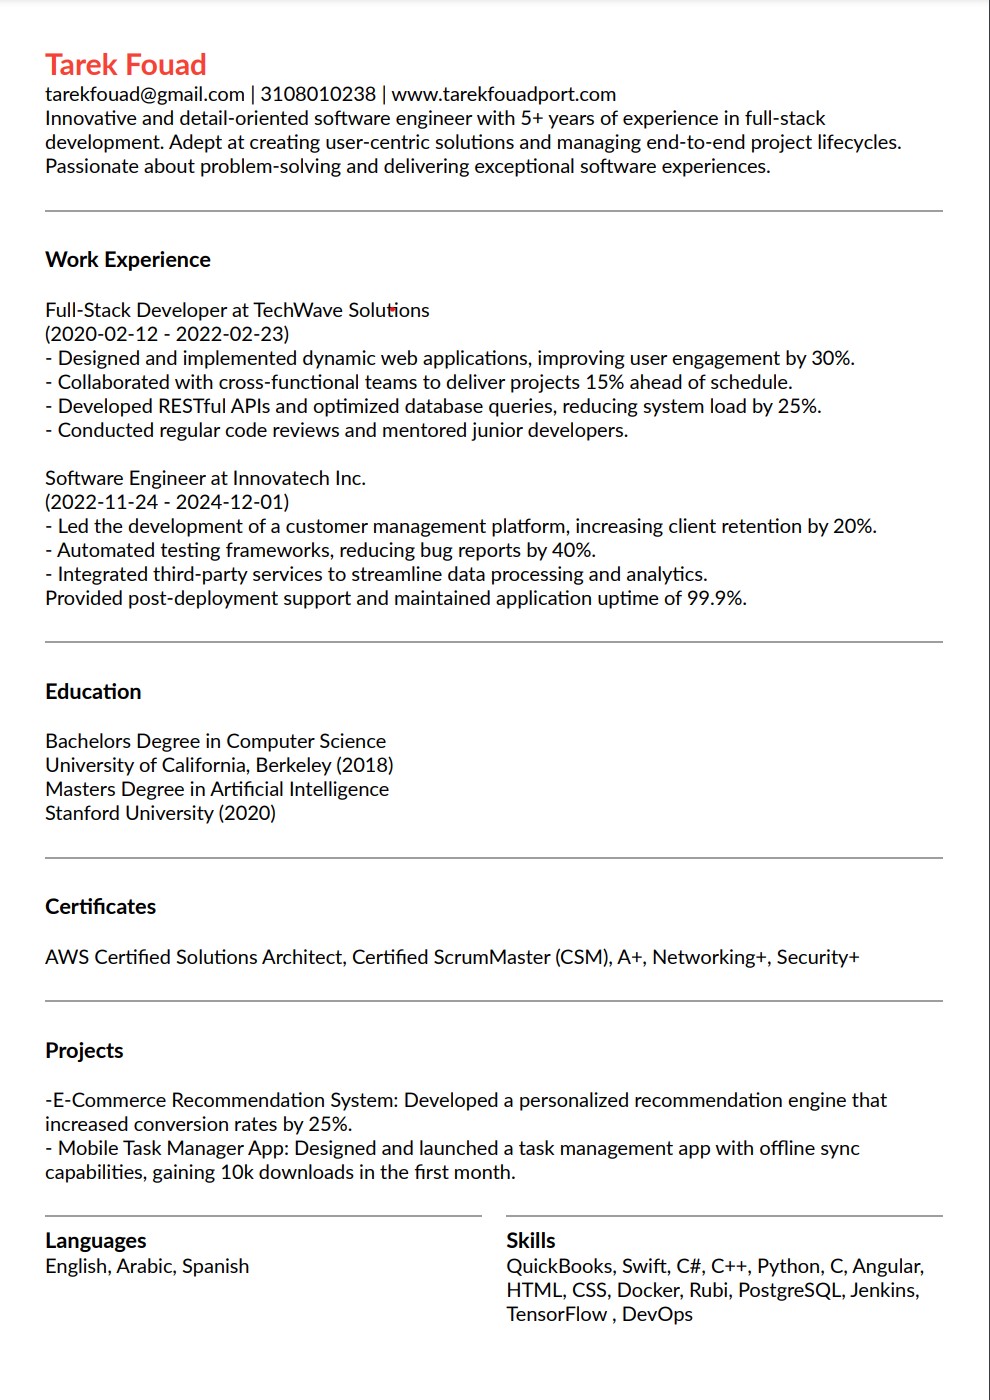 Tarek Fouad
tarekfouad@gmail.com | 3108010238 | www.tarekfouadport.com
Innovative and detail-oriented software engineer with 5+ years of experience in full-stack
development. Adept at creating user-centric solutions and managing end-to-end project lifecycles.
Passionate about problem-solving and delivering exceptional software experiences.
Work Experience
Full-Stack Developer at TechWave Solutions
(2020-02-12 - 2022-02-23)
- Designed and implemented dynamic web applications, improving user engagement by 30%.
- Collaborated with cross-functional teams to deliver projects 15% ahead of schedule.
- Developed RESTful APIs and optimized database queries, reducing system load by 25%.
- Conducted regular code reviews and mentored junior developers.
Software Engineer at Innovatech Inc.
(2022-11-24 - 2024-12-01)
- Led the development of a customer management platform, increasing client retention by 20%.
- Automated testing frameworks, reducing bug reports by 40%.
- Integrated third-party services to streamline data processing and analytics.
Provided post-deployment support and maintained application uptime of 99.9%.
Education
Bachelors Degree in Computer Science
University of California, Berkeley (2018)
Masters Degree in Artificial Intelligence
Stanford University (2020)
Certificates
AWS Certified Solutions Architect, Certified ScrumMaster (CSM), A+, Networking+, Security+
Projects
-E-Commerce Recommendation System: Developed a personalized recommendation engine that
increased conversion rates by 25%.
- Mobile Task Manager App: Designed and launched a task management app with offline sync
capabilities, gaining 10k downloads in the first month.
Languages
English, Arabic, Spanish
Skills
QuickBooks, Swift, C#, C++, Python, C, Angular,
HTML, CSS, Docker, Rubi, PostgreSQL, Jenkins,
TensorFlow , DevOps